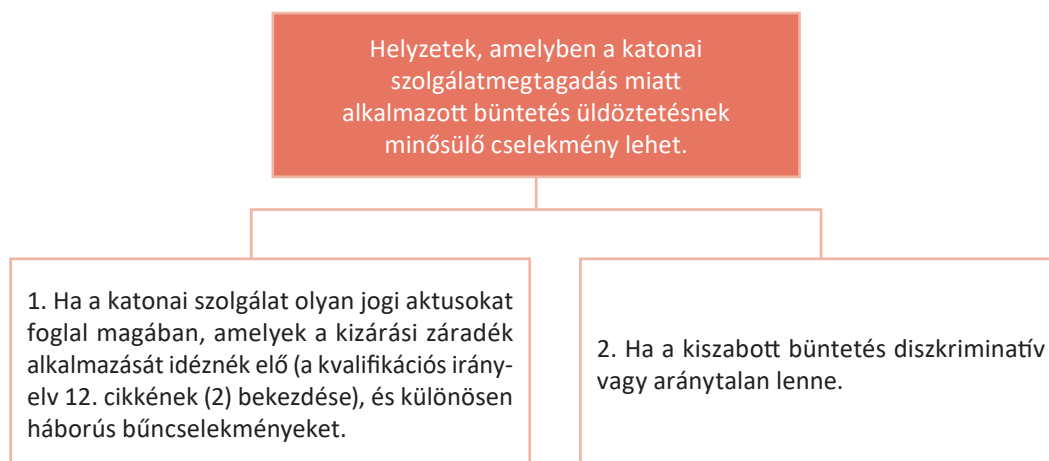 Helyzetek, amelyben a katonai
szolgálatmegtagadás miatt
alkalmazott büntetés üldöztetésnek
minősülő cselekmény lehet.
1. Ha a katonai szolgálat olyan jogi aktusokat
foglal magában, amelyek a kizárási záradék
alkalmazását idéznék elő (a kvalifikációs irány-
elv 12. cikkének (2) bekezdése), és különösen
háborús bűncselekményeket.
2. Ha a kiszabott büntetés diszkriminatív
vagy aránytalan lenne.